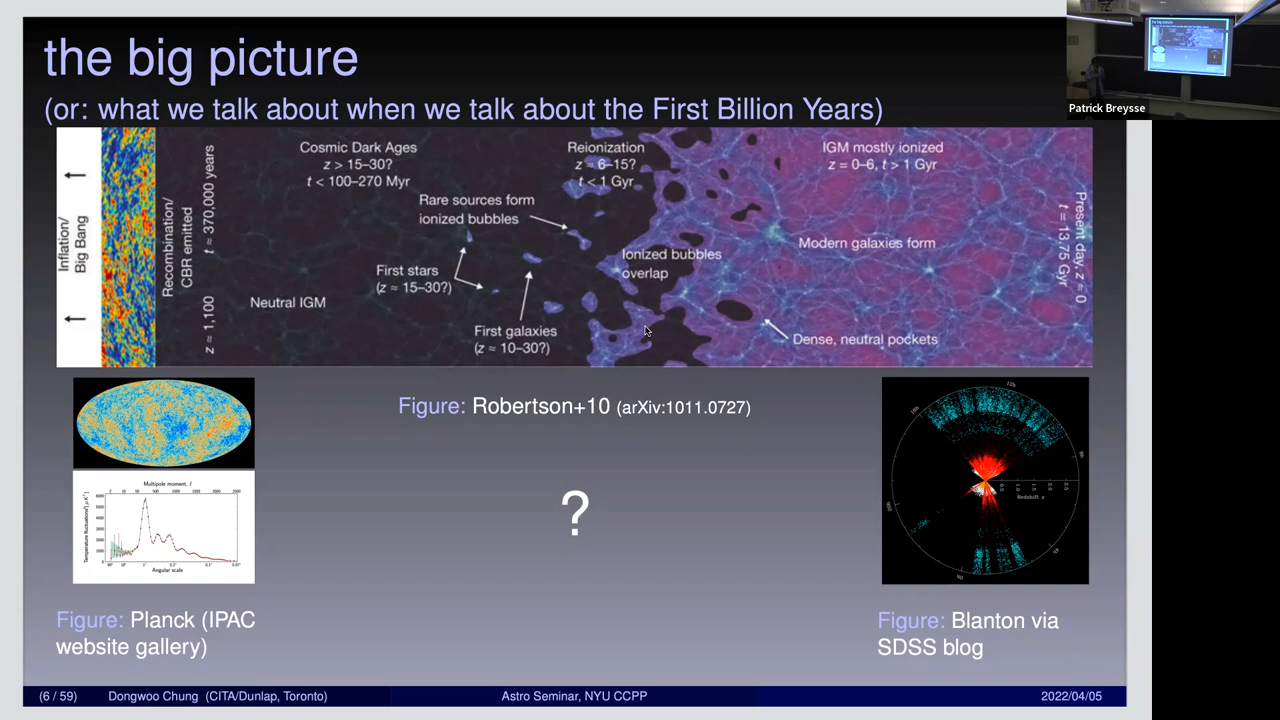 the big picture
(or: what we talk about when we talk about the First Billion Years)
Patrick Breysse
Inflation/
Big Bang
Recombination/
CBR emitted
z ≈ 1,100
t ≈ 370,000 years
Cosmic Dark Ages
z > 15–30?
t < 100–270 Myr
Reionization
z ≈ 6–15?
t < 1 Gyr
IGM mostly ionized
z = 0–6, t > 1 Gyr
Rare sources form
ionized bubbles
First stars
(z ≈ 15–30?)
Neutral IGM
First galaxies
(z ≈ 10–30?)
Ionized bubbles
overlap
Modern galaxies form
Dense, neutral pockets
Present day, z = 0
t = 13.75 Gyr
Figure: Robertson+10 (arXiv:1011.0727)
?
Multipole moment, ℓ
Angular scale
Redshift z
Figure: Planck (IPAC
website gallery)
Figure: Blanton via
SDSS blog
(6 / 59) Dongwoo Chung (CITA/Dunlap, Toronto) Astro Seminar, NYU CCPP 2022/04/05